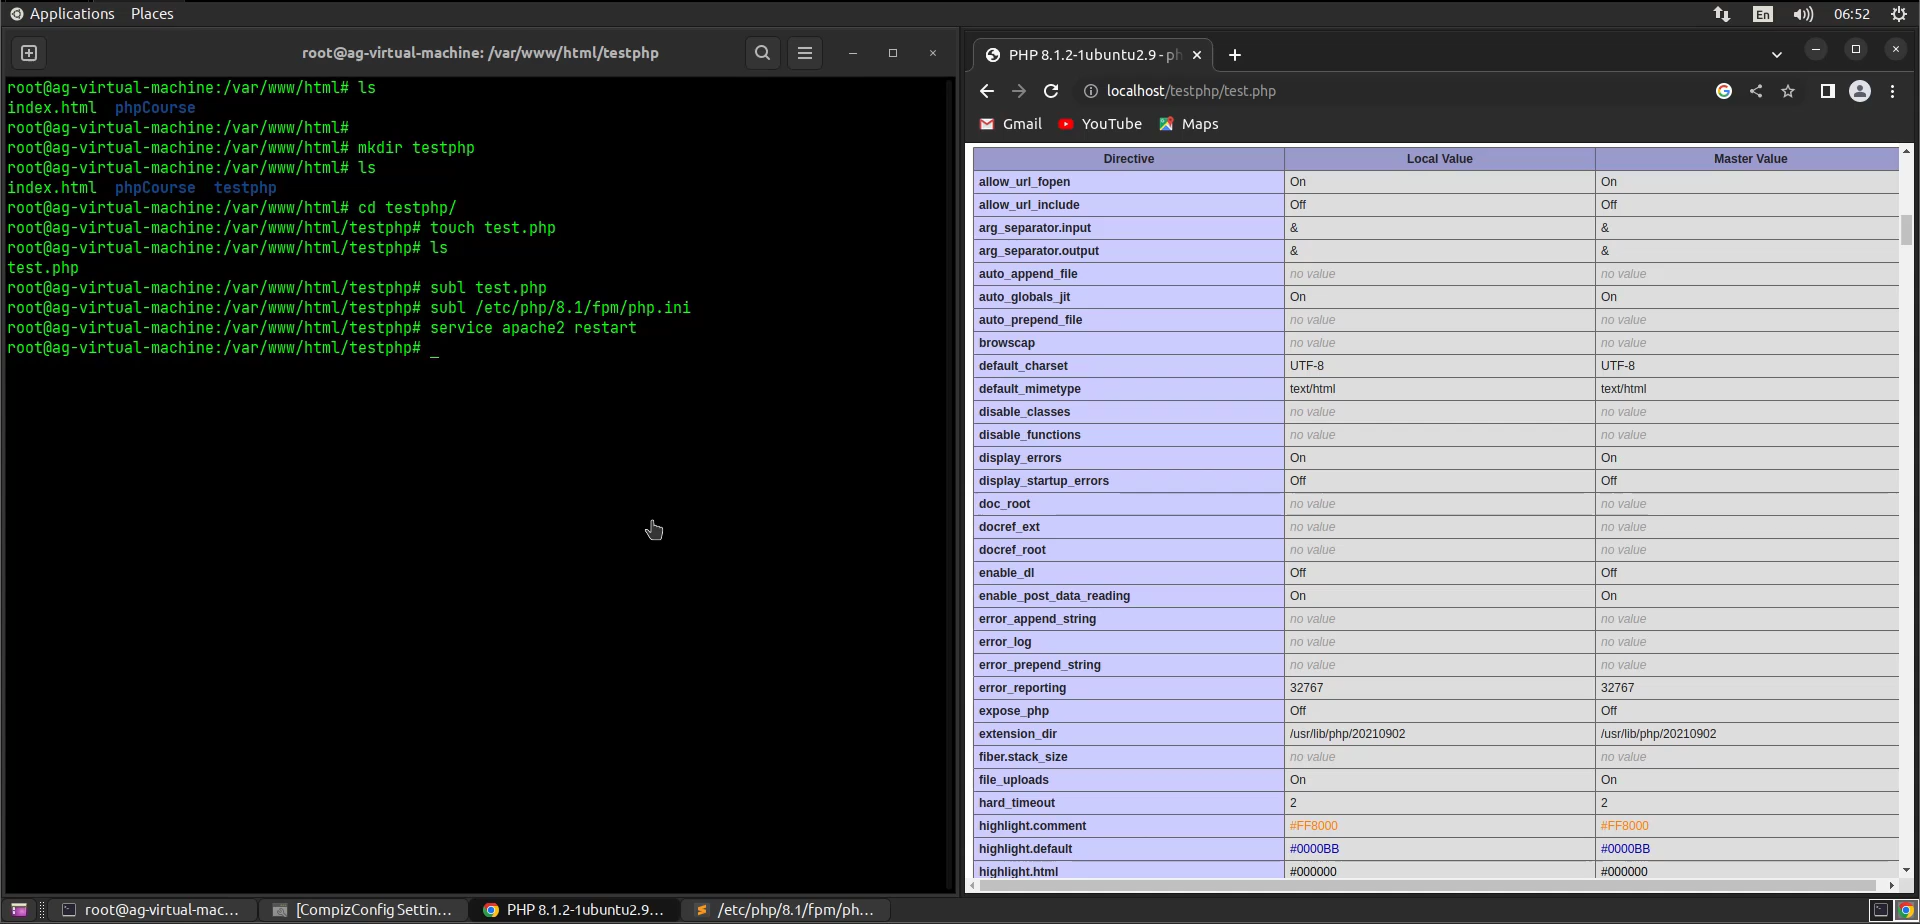 Applications Places En 06:52
root@ag-virtual-machine: /var/www/html/testphp
root@ag-virtual-machine:/var/www/html# ls
index.html phpCourse
root@ag-virtual-machine:/var/www/html#
root@ag-virtual-machine:/var/www/html# mkdir testphp
root@ag-virtual-machine:/var/www/html# ls
index.html phpCourse testphp
root@ag-virtual-machine:/var/www/html# cd testphp/
root@ag-virtual-machine:/var/www/html/testphp# touch test.php
root@ag-virtual-machine:/var/www/html/testphp# ls
test.php
root@ag-virtual-machine:/var/www/html/testphp# subl test.php
root@ag-virtual-machine:/var/www/html/testphp# subl /etc/php/8.1/fpm/php.ini
root@ag-virtual-machine:/var/www/html/testphp# service apache2 restart
root@ag-virtual-machine:/var/www/html/testphp# _
PHP 8.1.2-1ubuntu2.9 - ph
localhost/testphp/test.php
Gmail YouTube Maps
Directive Local Value Master Value
allow_url_fopen On On
allow_url_include Off Off
arg_separator.input & &
arg_separator.output & &
auto_append_file no value no value
auto_globals_jit On On
auto_prepend_file no value no value
browscap no value no value
default_charset UTF-8 UTF-8
default_mimetype text/html text/html
disable_classes no value no value
disable_functions no value no value
display_errors On On
display_startup_errors Off Off
doc_root no value no value
docref_ext no value no value
docref_root no value no value
enable_dl Off Off
enable_post_data_reading On On
error_append_string no value no value
error_log no value no value
error_prepend_string no value no value
error_reporting 32767 32767
expose_php Off Off
extension_dir /usr/lib/php/20210902 /usr/lib/php/20210902
fiber.stack_size no value no value
file_uploads On On
hard_timeout 2 2
highlight.comment #FF8000 #FF8000
highlight.default #0000BB #0000BB
highlight.html #000000 #000000
root@ag-virtual-mac... [CompizConfig Settin... PHP 8.1.2-1ubuntu2.9... /etc/php/8.1/fpm/ph...